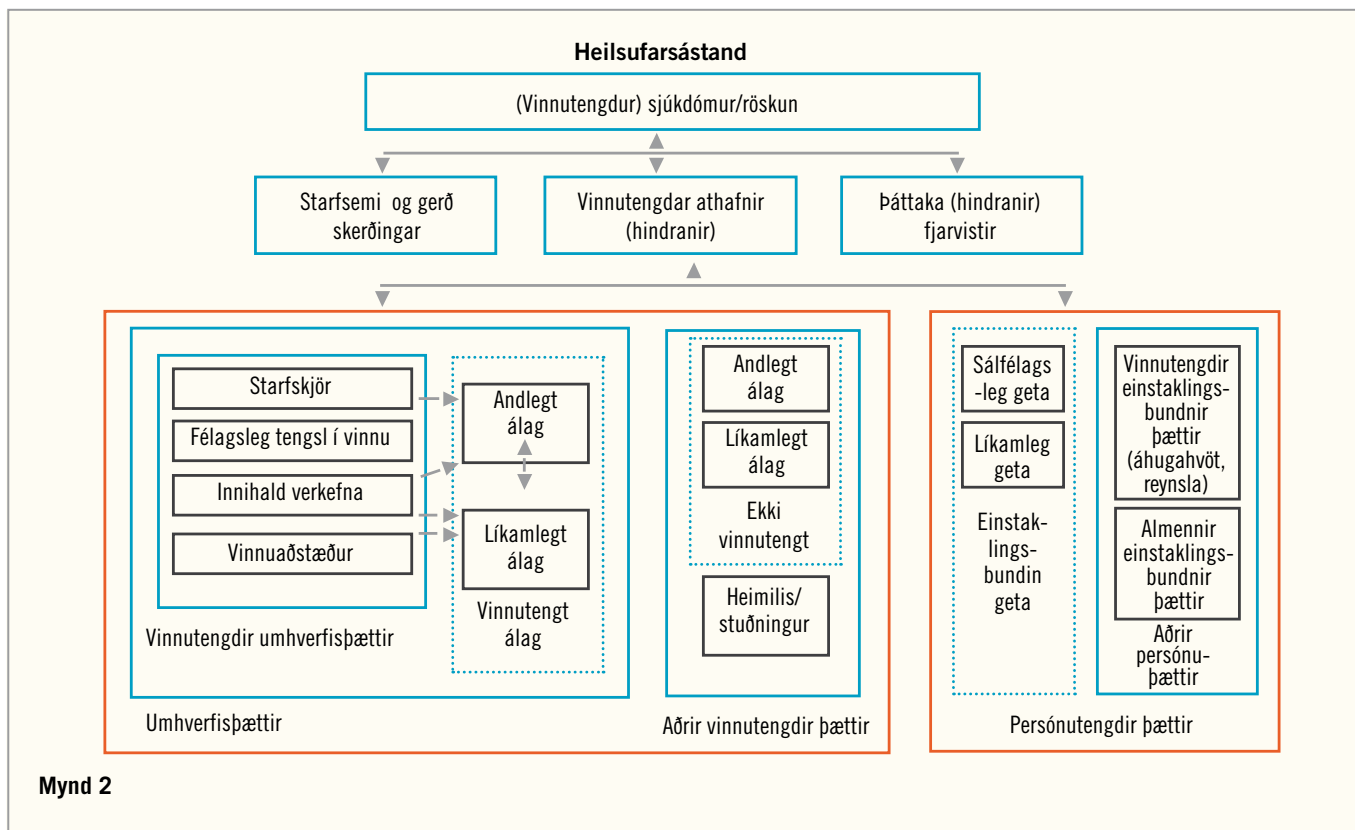 Heilsufarsástand
(Vinnutengdur) sjúkdómur/röskun
Starfsemi og gerð
skerðingar
Vinnutengdar athafnir
(hindranir)
Þáttaka (hindranir)
fjarvistir
Starfskjör
Félagsleg tengsl í vinnu
Innihald verkefna
Vinnuaðstæður
Vinnutengdir umhverfisþættir
Andlegt
álag
Líkamlegt
álag
Vinnutengt
álag
Umhverfisþættir
Andlegt
álag
Líkamlegt
álag
Ekki
vinnutengt
Heimilis/
stuðningur
Aðrir vinnutengdir þættir
Sálfélags
-leg geta
Líkamleg
geta
Einstak-
lings-
bundin
geta
Vinnutengdir
einstaklings-
bundnir
þættir
(áhugahvöt,
reynsla)
Almennir
einstaklings-
bundnir
þættir
Aðrir
persónu-
þættir
Persónutengdir þættir
Mynd 2